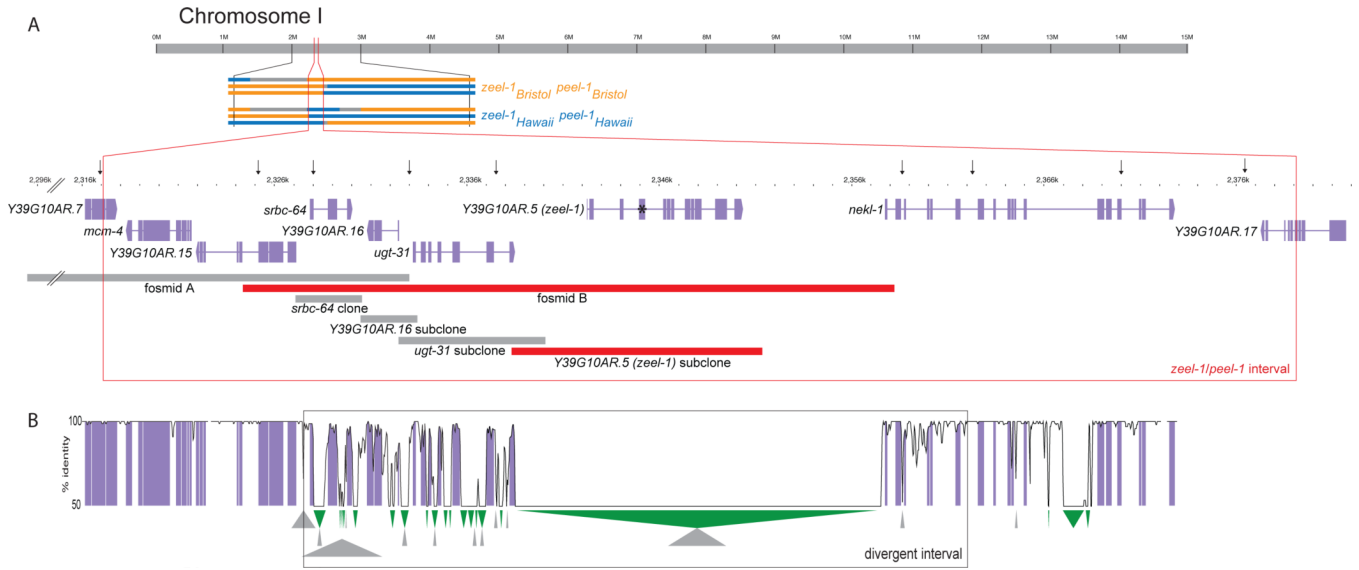 A
Chromosome I
0M 1M 2M 3M 4M 5M 6M 7M 8M 9M 10M 11M 12M 13M 14M 15M
zeel-1Bristol peel-1Bristol
zeel-1Hawaii peel-1Hawaii
2,296k 2,316k 2,326k 2,336k 2,346k 2,356k 2,366k 2,376k
Y39G10AR.7 srbc-64 Y39G10AR.5 (zeel-1) nekl-1
mcm-4 Y39G10AR.16 Y39G10AR.17
Y39G10AR.15 ugt-31
*
fosmid A
fosmid B
srbc-64 clone
Y39G10AR.16 subclone
ugt-31 subclone
Y39G10AR.5 (zeel-1) subclone
zeel-1/peel-1 interval
B
100
% identity
50
divergent interval